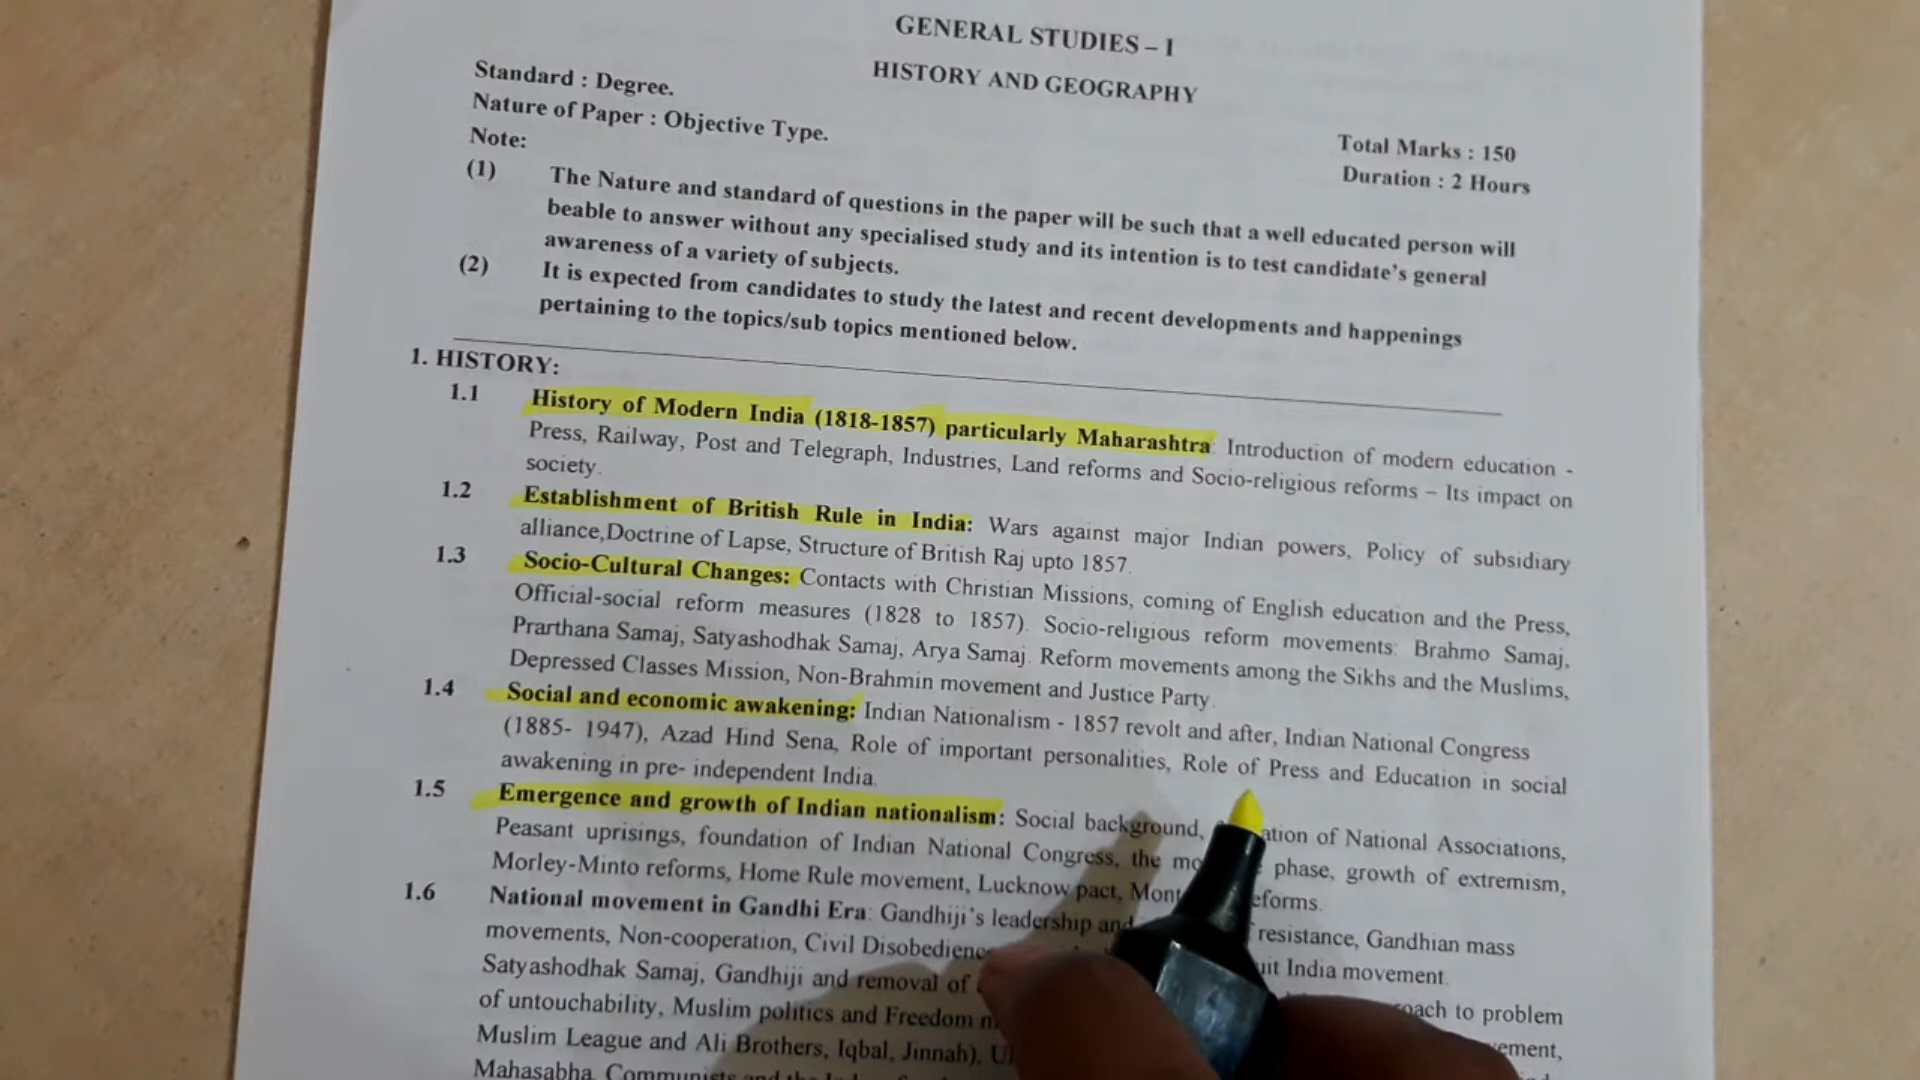 GENERAL STUDIES – I
HISTORY AND GEOGRAPHY
Standard : Degree.
Nature of Paper : Objective Type.
Total Marks : 150
Duration : 2 Hours
Note:
(1) The Nature and standard of questions in the paper will be such that a well educated person will
beable to answer without any specialised study and its intention is to test candidate's general
awareness of a variety of subjects.
(2) It is expected from candidates to study the latest and recent developments and happenings
pertaining to the topics/sub topics mentioned below.
1. HISTORY:
1.1 History of Modern India (1818-1857) particularly Maharashtra: Introduction of modern education -
Press, Railway, Post and Telegraph, Industries, Land reforms and Socio-religious reforms – Its impact on
society.
1.2 Establishment of British Rule in India: Wars against major Indian powers, Policy of subsidiary
alliance,Doctrine of Lapse, Structure of British Raj upto 1857.
1.3 Socio-Cultural Changes: Contacts with Christian Missions, coming of English education and the Press,
Official-social reform measures (1828 to 1857). Socio-religious reform movements: Brahmo Samaj,
Prarthana Samaj, Satyashodhak Samaj, Arya Samaj. Reform movements among the Sikhs and the Muslims,
Depressed Classes Mission, Non-Brahmin movement and Justice Party.
1.4 Social and economic awakening: Indian Nationalism - 1857 revolt and after, Indian National Congress
(1885- 1947), Azad Hind Sena, Role of important personalities, Role of Press and Education in social
awakening in pre- independent India.
1.5 Emergence and growth of Indian nationalism: Social background, of National Associations,
Peasant uprisings, foundation of Indian National Congress, the phase, growth of extremism,
Morley-Minto reforms, Home Rule movement, Lucknow pact,
1.6 National movement in Gandhi Era: Gandhiji's leadership and resistance, Gandhian mass
movements, Non-cooperation, Civil India movement.
Satyashodhak Samaj, Gandhiji and removal of to problem
of untouchability, Muslim politics and Freedom
Muslim League and Ali Brothers, Iqbal, Jinnah),
Mahasabha,